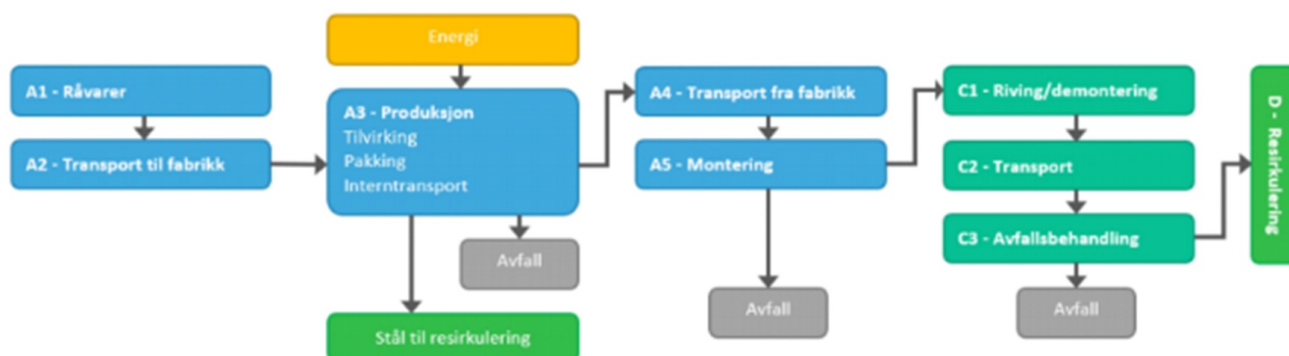 Energi
A1 - Råvarer
A2 - Transport til fabrikk
A3 - Produksjon
Tilvirking
Pakking
Interntransport
Avfall
Stål til resirkulering
A4 - Transport fra fabrikk
A5 - Montering
Avfall
C1 - Riving/demontering
C2 - Transport
C3 - Avfallsbehandling
Avfall
D - Resirkulering